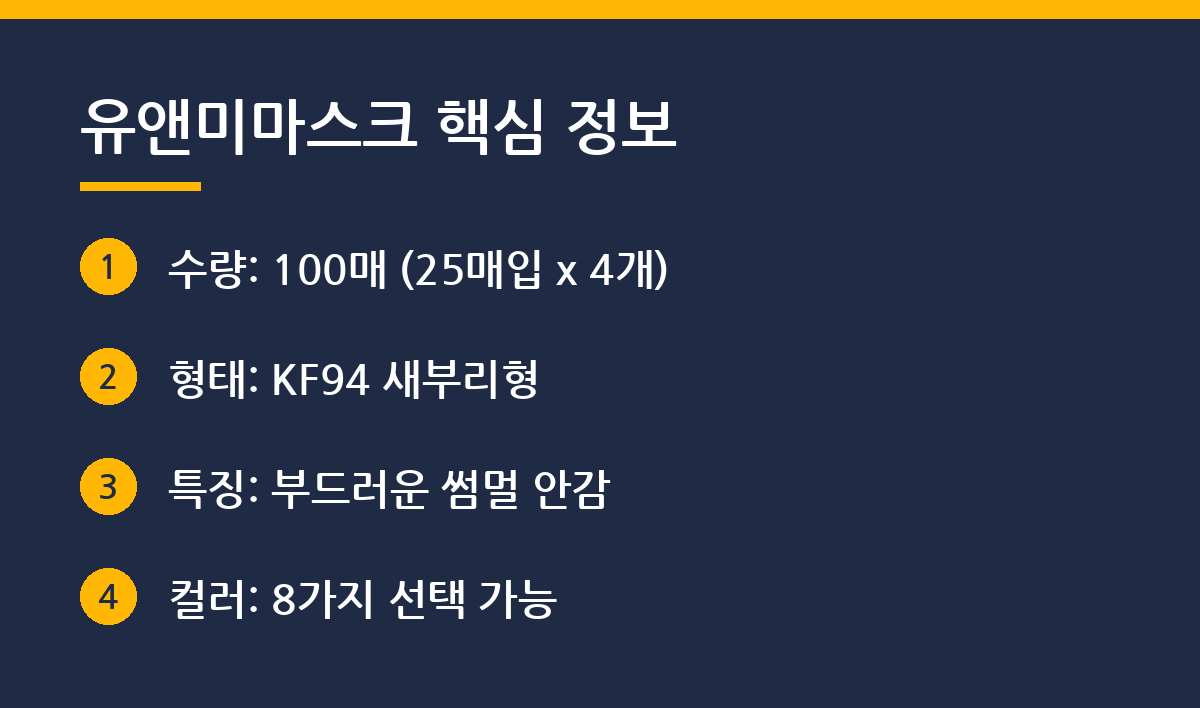 유앤미마스크 핵심 정보
1 수량: 100매 (25매입 x 4개)
2 형태: KF94 새부리형
3 특징: 부드러운 썸멀 안감
4 컬러: 8가지 선택 가능